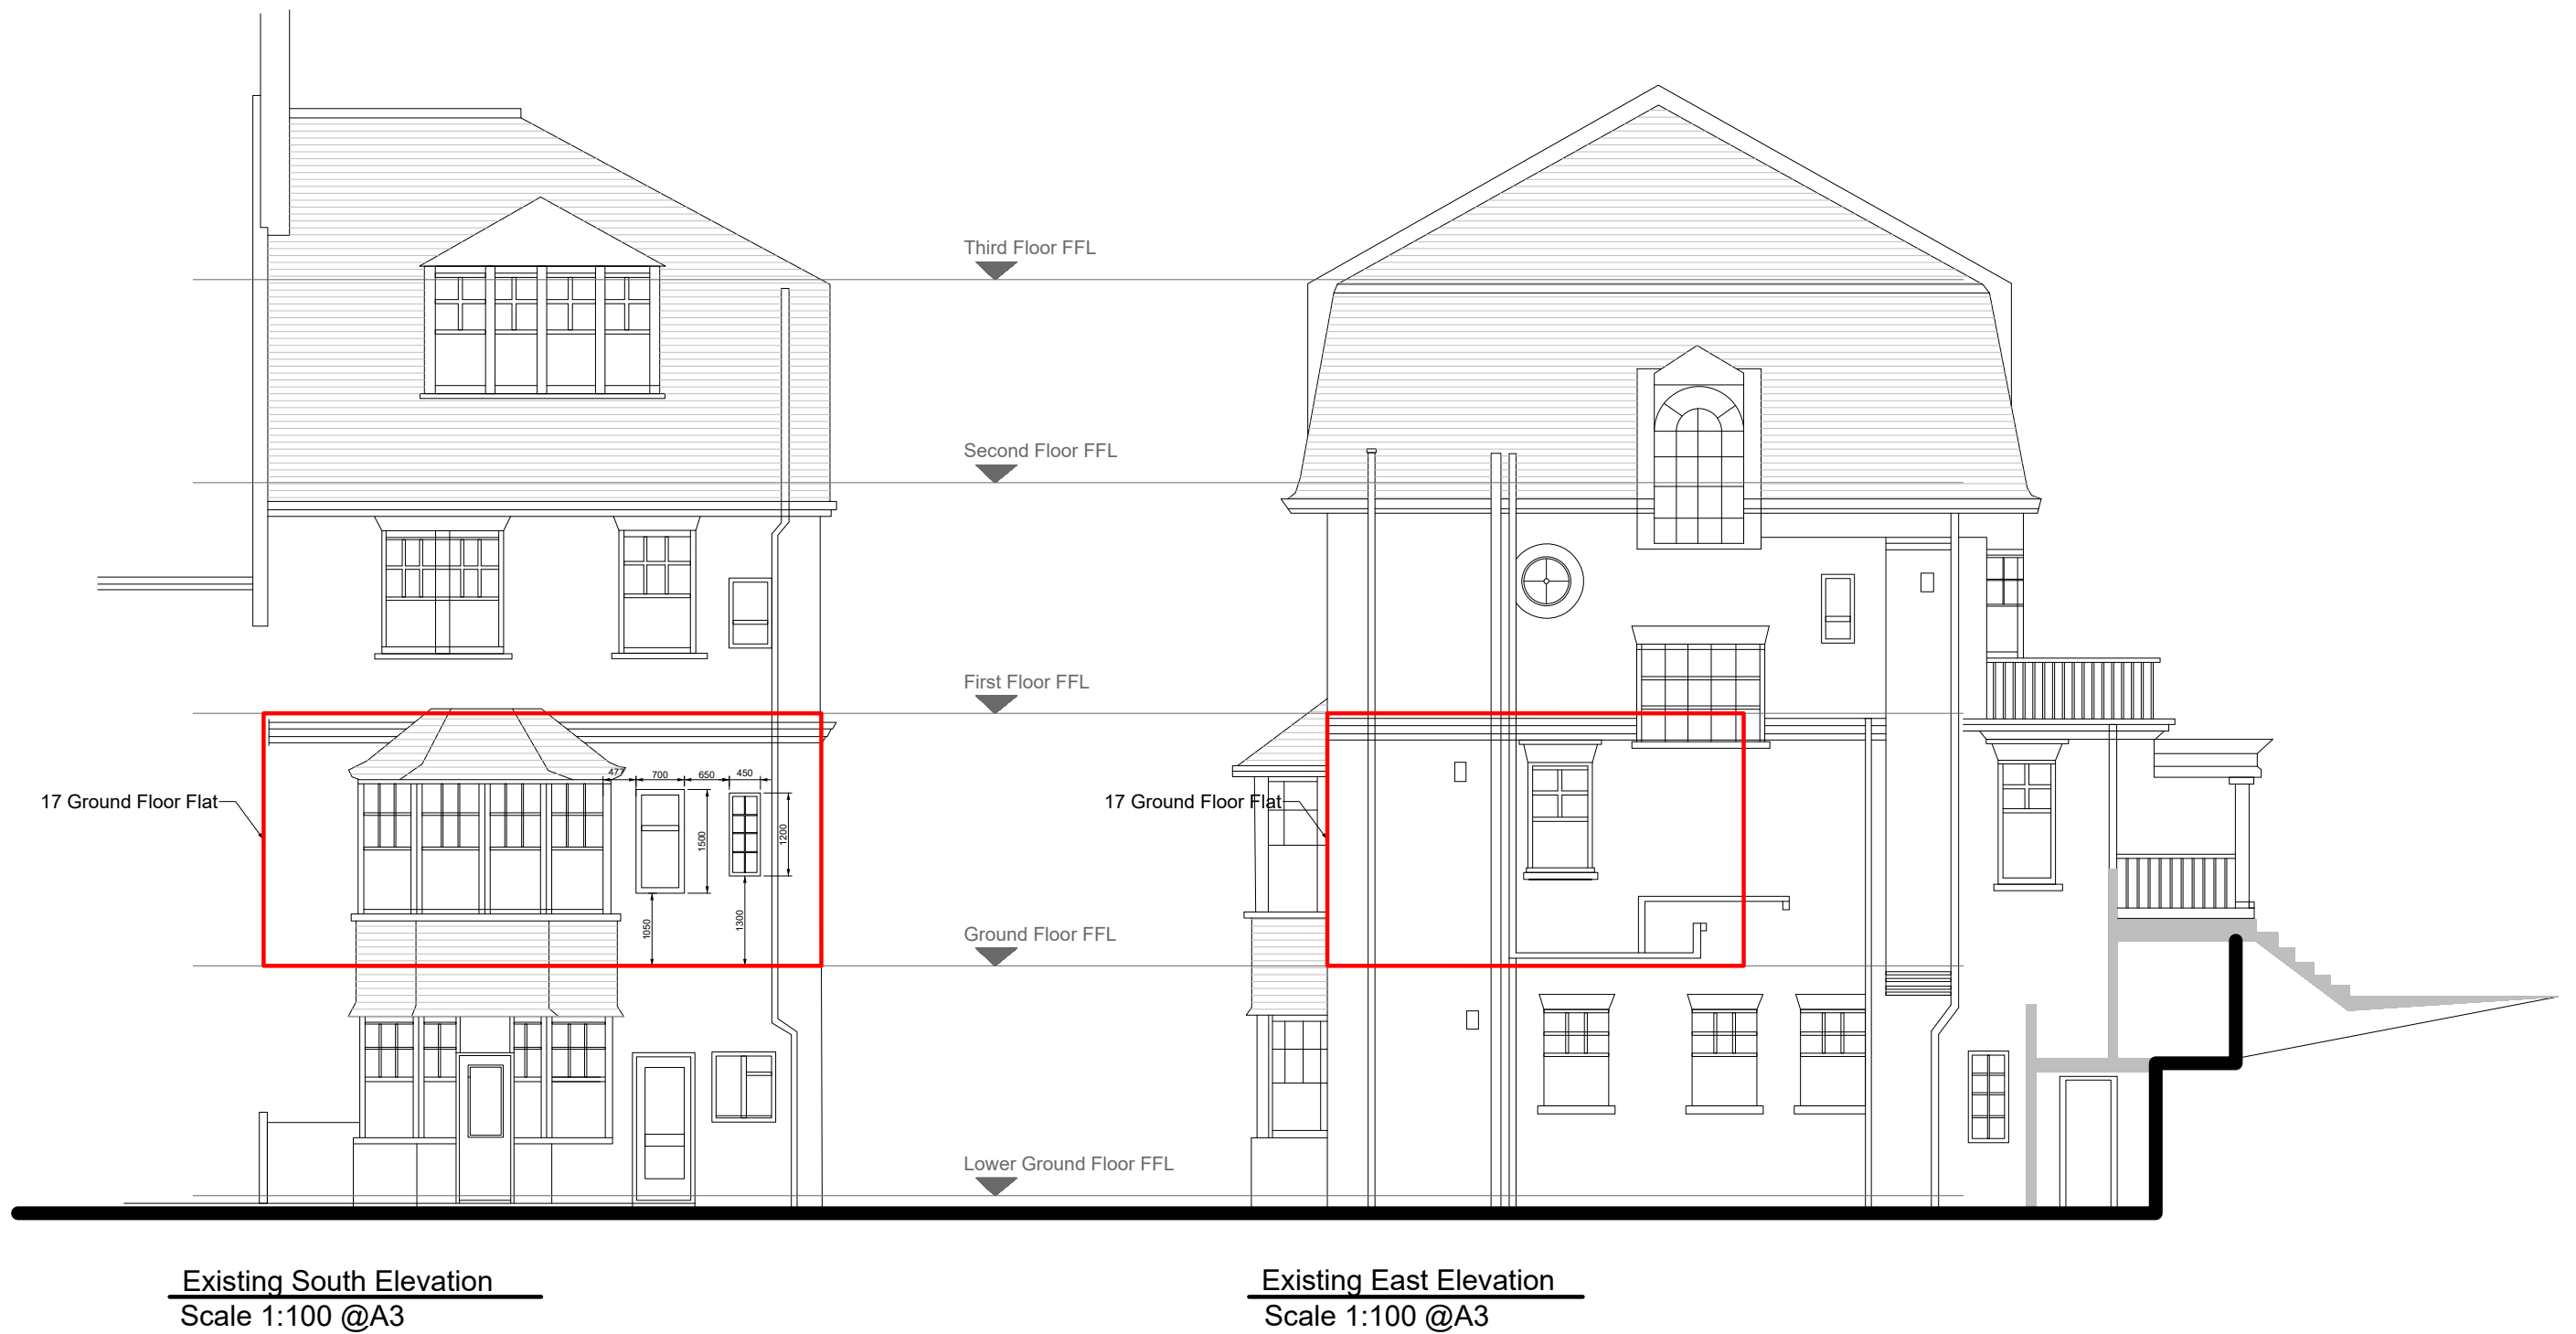 Third Floor FFL
Second Floor FFL
First Floor FFL
477
700
650
450
17 Ground Floor Flat
17 Ground Floor Flat
1500
1200
1050
1300
Ground Floor FFL
Lower Ground Floor FFL
Existing South Elevation
Scale 1:100 @A3
Existing East Elevation
Scale 1:100 @A3